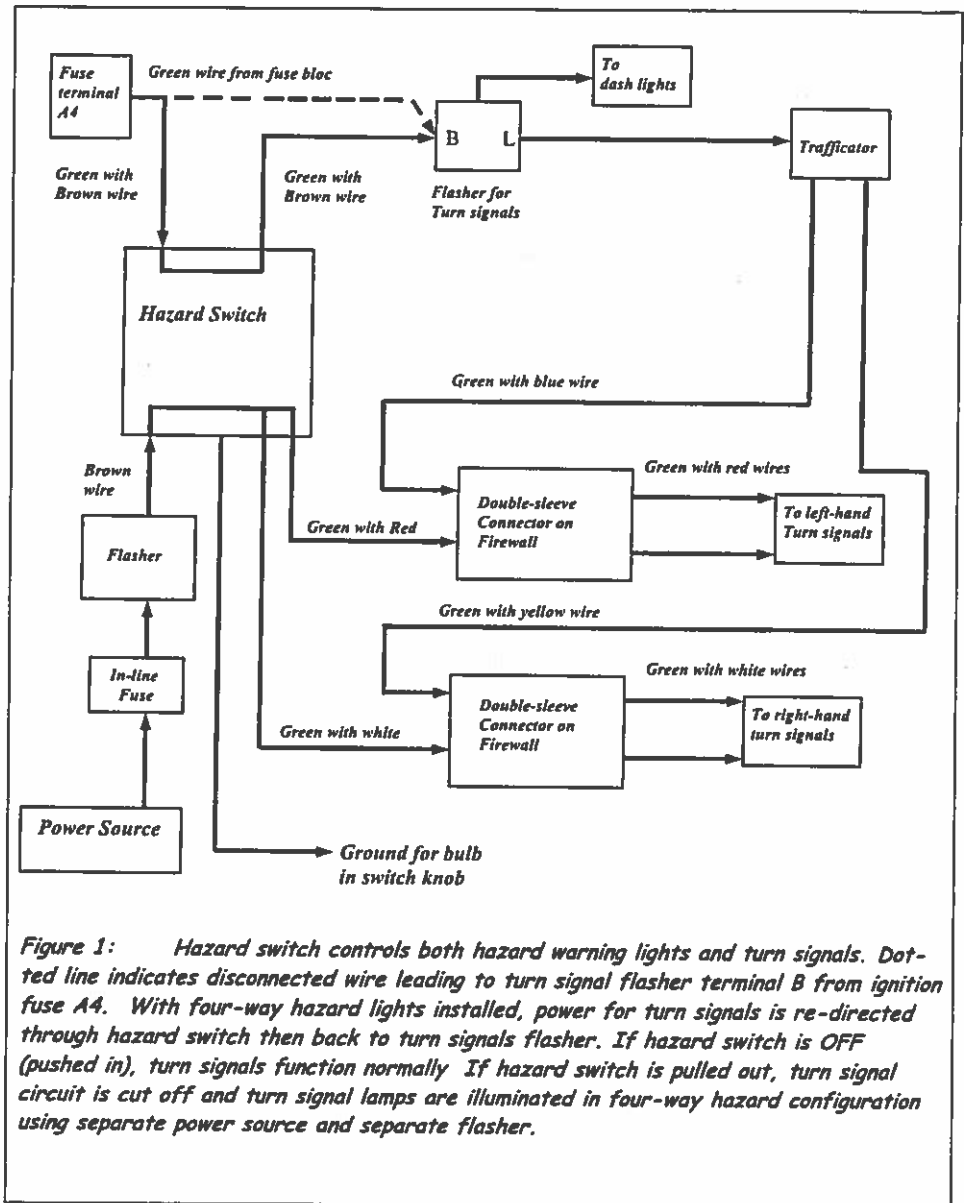 Fuse
terminal
A4
Green wire from fuse bloc
To
dash lights
B L
Trafficator
Green with
Brown wire
Green with
Brown wire
Flasher for
Turn signals
Hazard Switch
Green with blue wire
Brown
wire
Green with red wires
Double-sleeve
Connector on
Firewall
To left-hand
Turn signals
Green with Red
Flasher
Green with yellow wire
In-line
Fuse
Green with white wires
Double-sleeve
Connector on
Firewall
To right-hand
turn signals
Green with white
Power Source
Ground for bulb
in switch knob
Figure 1: Hazard switch controls both hazard warning lights and turn signals. Dot-
ted line indicates disconnected wire leading to turn signal flasher terminal B from ignition
fuse A4. With four-way hazard lights installed, power for turn signals is re-directed
through hazard switch then back to turn signals flasher. If hazard switch is OFF
(pushed in), turn signals function normally If hazard switch is pulled out, turn signal
circuit is cut off and turn signal lamps are illuminated in four-way hazard configuration
using separate power source and separate flasher.